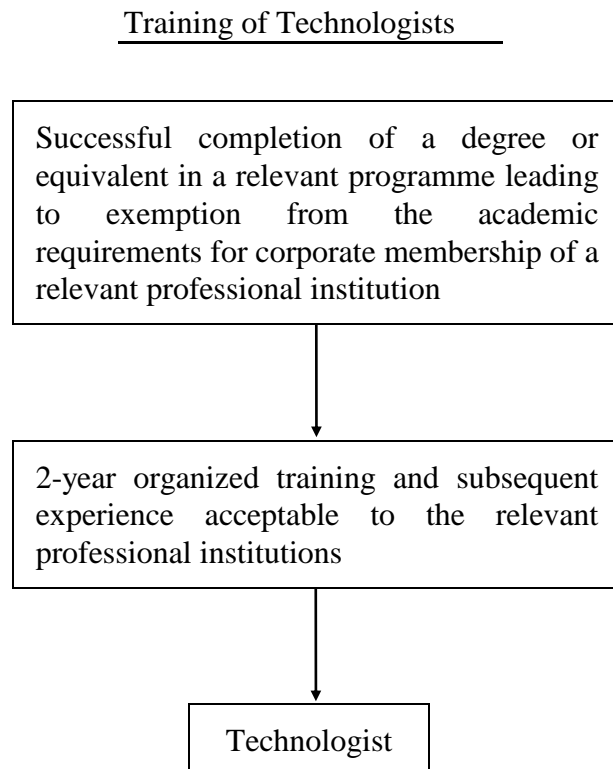 Training of Technologists
Successful completion of a degree or
equivalent in a relevant programme leading
to exemption from the academic
requirements for corporate membership of a
relevant professional institution
2-year organized training and subsequent
experience acceptable to the relevant
professional institutions
Technologist